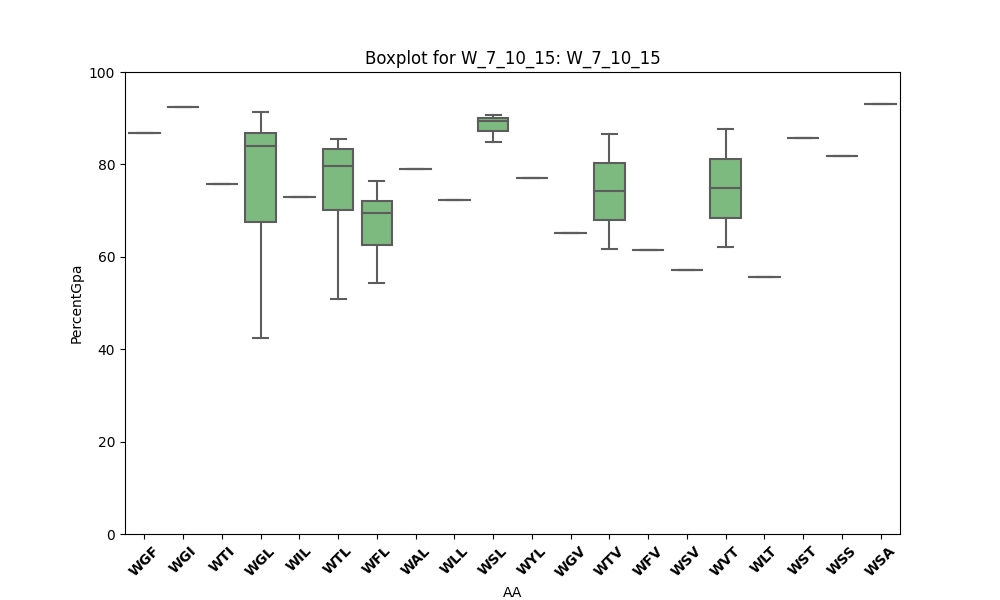 Boxplot for W_7_10_15: W_7_10_15
PercentGpa
100
80
60
40
20
0
WGF WGI WTI WGL WIL WTL WFL WAL WLL WSL WYL WGV WTV WFV WSV WVT WLT WST WSS WSA
AA